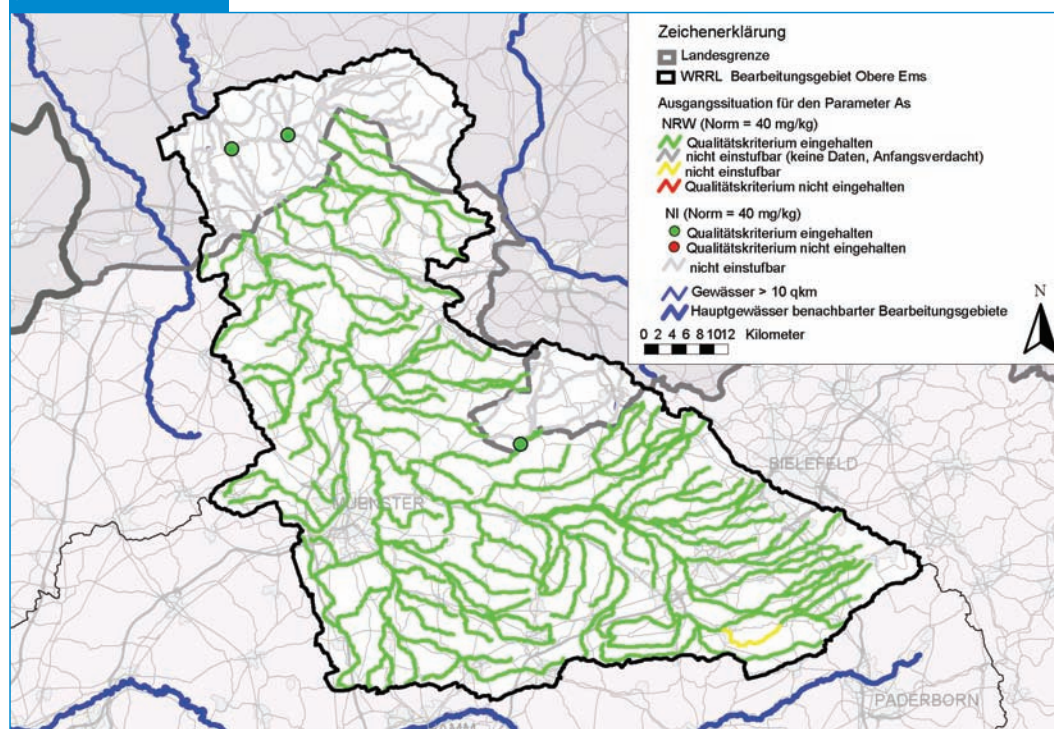 Zeichenerklärung
Landesgrenze
WRRL Bearbeitungsgebiet Obere Ems
Ausgangssituation für den Parameter As
NRW (Norm = 40 mg/kg)
Qualitätskriterium eingehalten
nicht einstufbar (keine Daten, Anfangsverdacht)
nicht einstufbar
Qualitätskriterium nicht eingehalten
NI (Norm = 40 mg/kg)
Qualitätskriterium eingehalten
Qualitätskriterium nicht eingehalten
nicht einstufbar
Gewässer > 10 qkm
Hauptgewässer benachbarter Bearbeitungsgebiete
0 2 4 6 8 1012 Kilometer
N
BIELEFELD
MUENSTER
PADERBORN